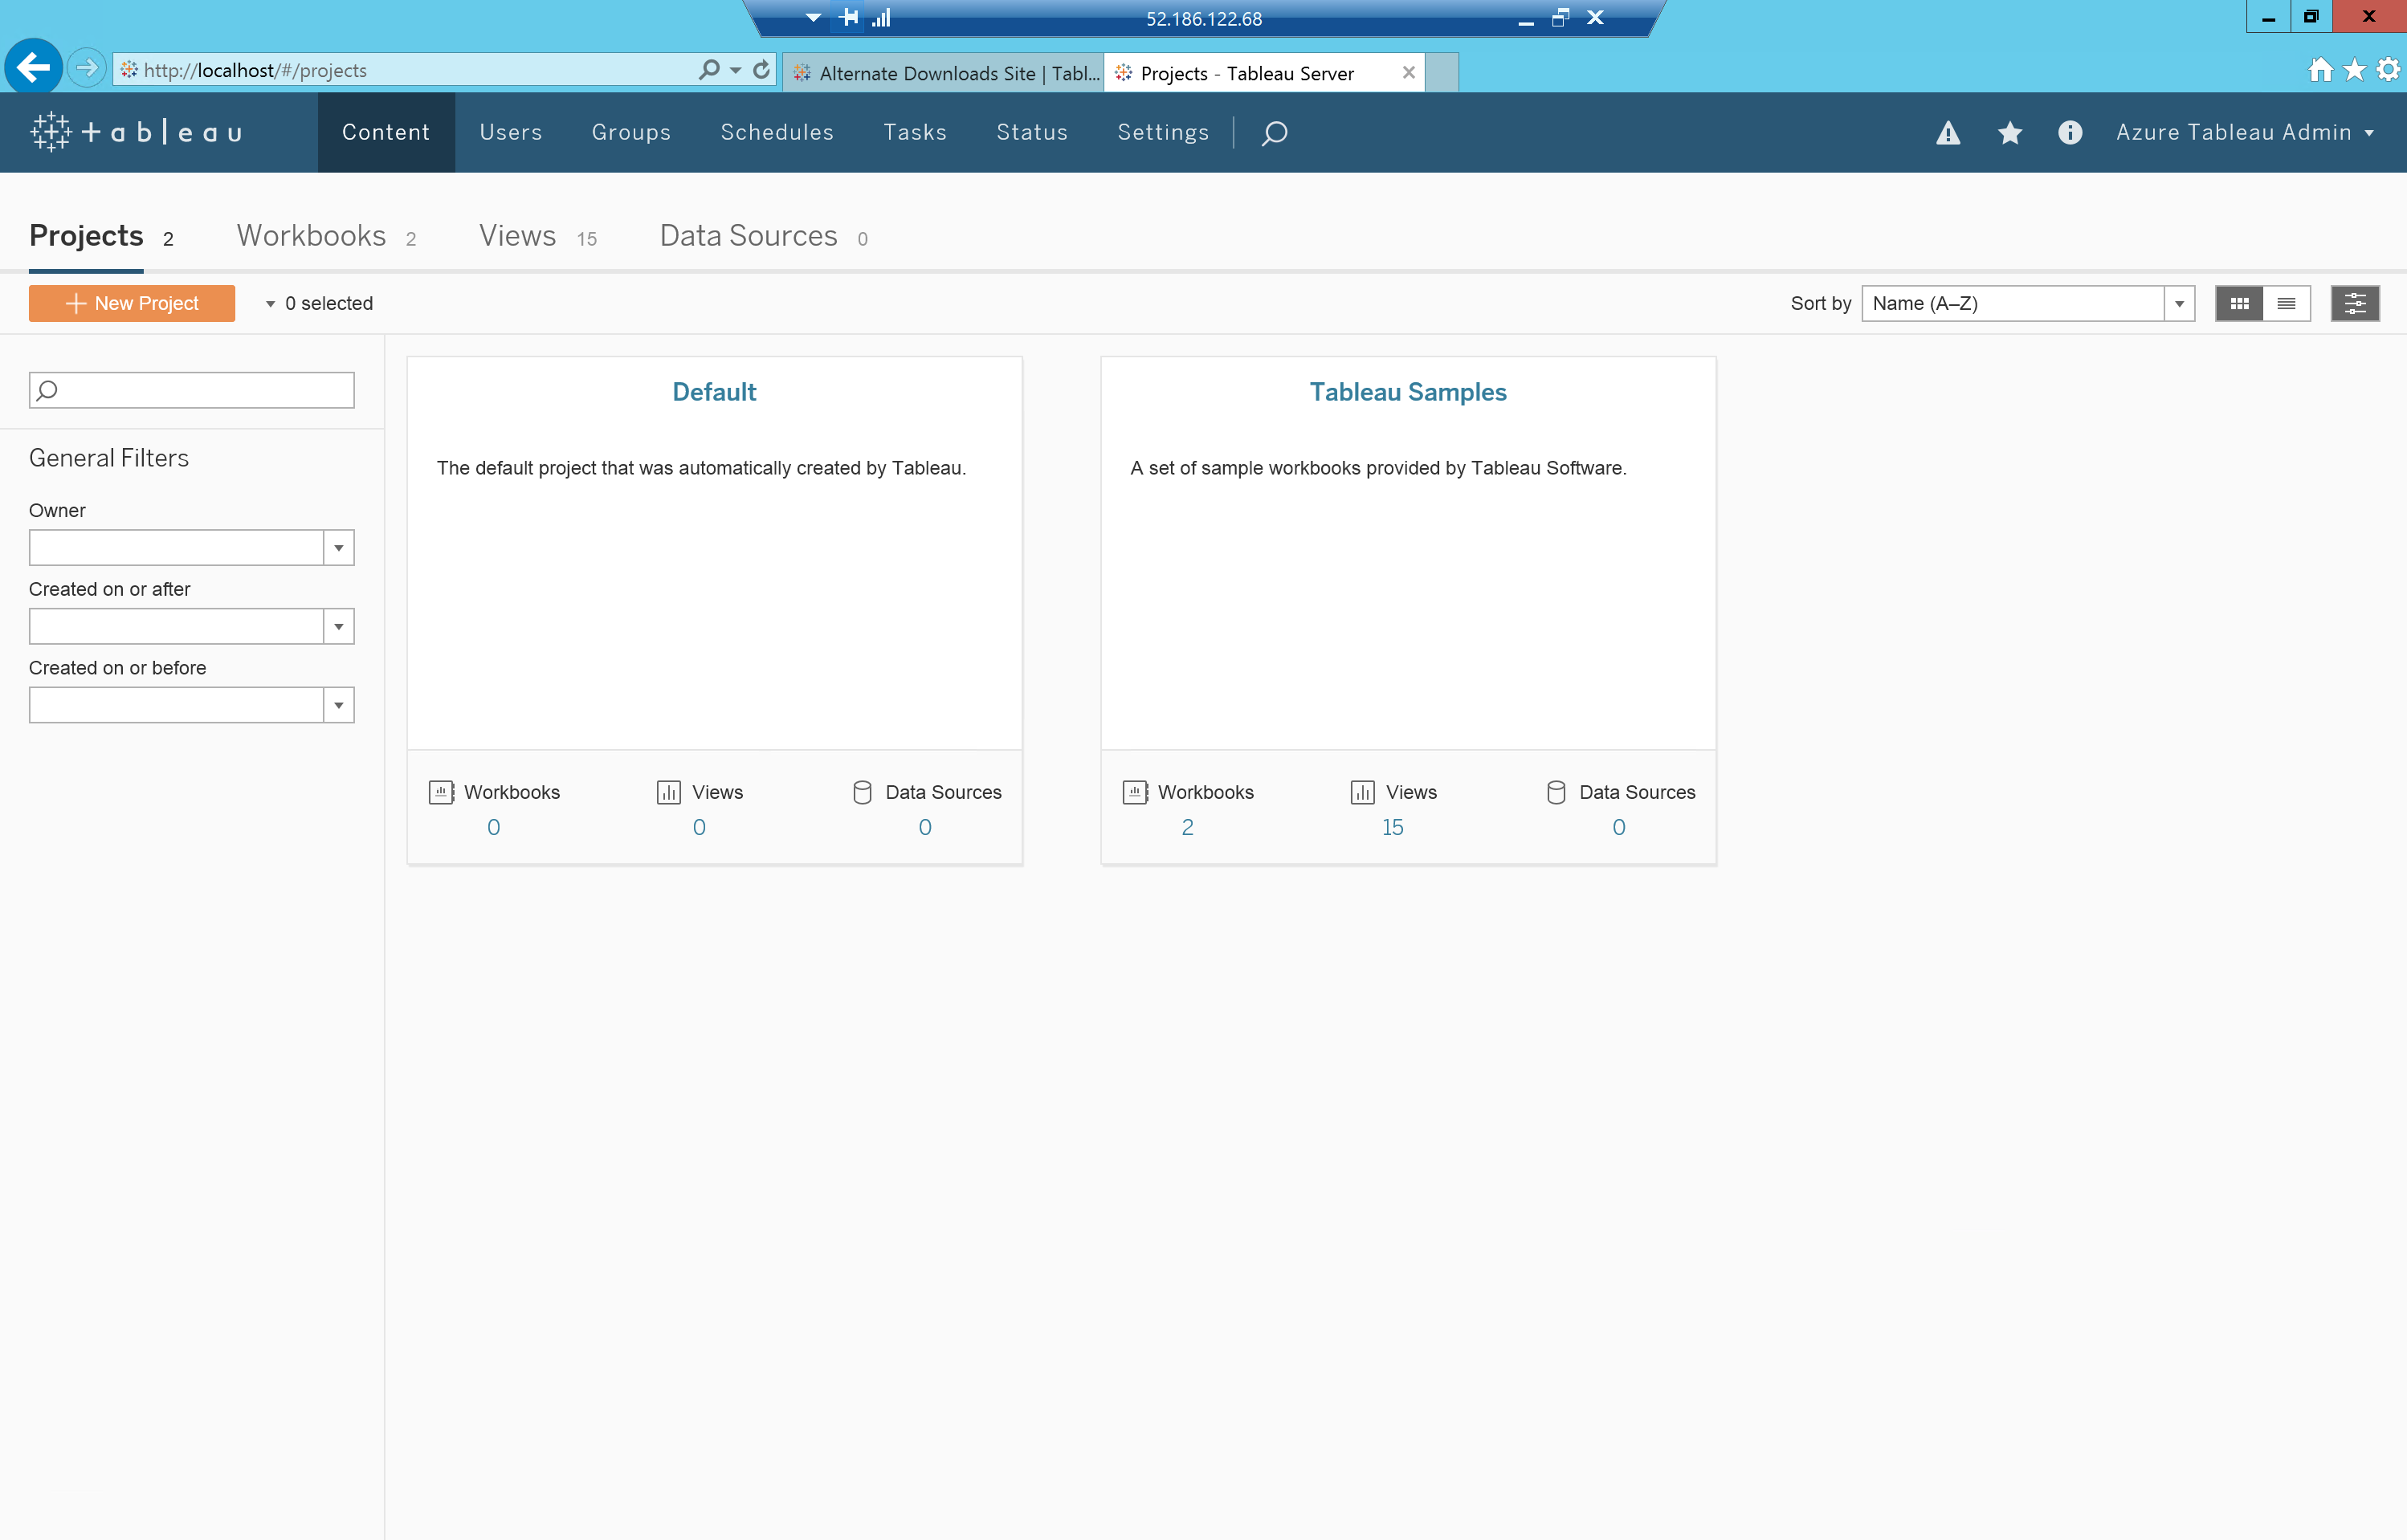 52.186.122.68
http://localhost/#/projects
Alternate Downloads Site | Tabl...
Projects - Tableau Server
+ableau
Content
Users
Groups
Schedules
Tasks
Status
Settings
Azure Tableau Admin
Projects 2
Workbooks 2
Views 15
Data Sources 0
New Project
0 selected
Sort by
Name (A–Z)
General Filters
Owner
Created on or after
Created on or before
Default
The default project that was automatically created by Tableau.
Workbooks
0
Views
0
Data Sources
0
Tableau Samples
A set of sample workbooks provided by Tableau Software.
Workbooks
2
Views
15
Data Sources
0